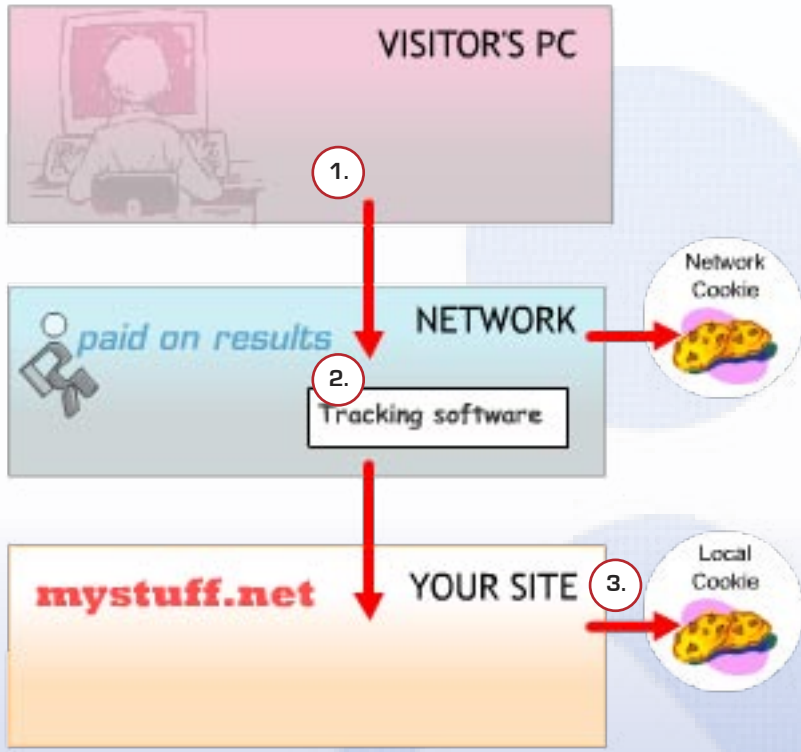 VISITOR'S PC
1.
paid on results
NETWORK
Network
Cookie
2.
Tracking software
mystuff.net
YOUR SITE
3.
Local
Cookie